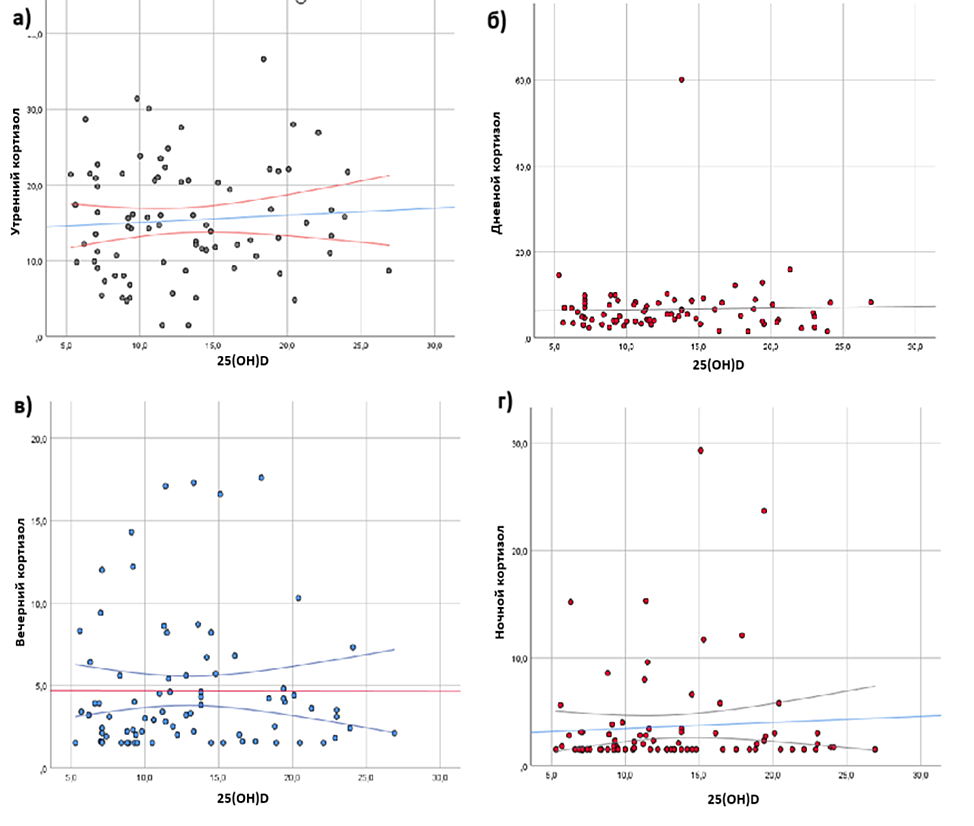 а)
Утренний кортизол
30,0
20,0
10,0
,0
5,0 10,0 15,0 20,0 25,0 30,0
25(OH)D
б)
Дневной кортизол
60,0
40,0
20,0
,0
5,0 10,0 15,0 20,0 25,0 30,0
25(OH)D
в)
Вечерний кортизол
20,0
15,0
10,0
5,0
,0
5,0 10,0 15,0 20,0 25,0 30,0
25(OH)D
г)
Ночной кортизол
30,0
20,0
10,0
,0
5,0 10,0 15,0 20,0 25,0 30,0
25(OH)D